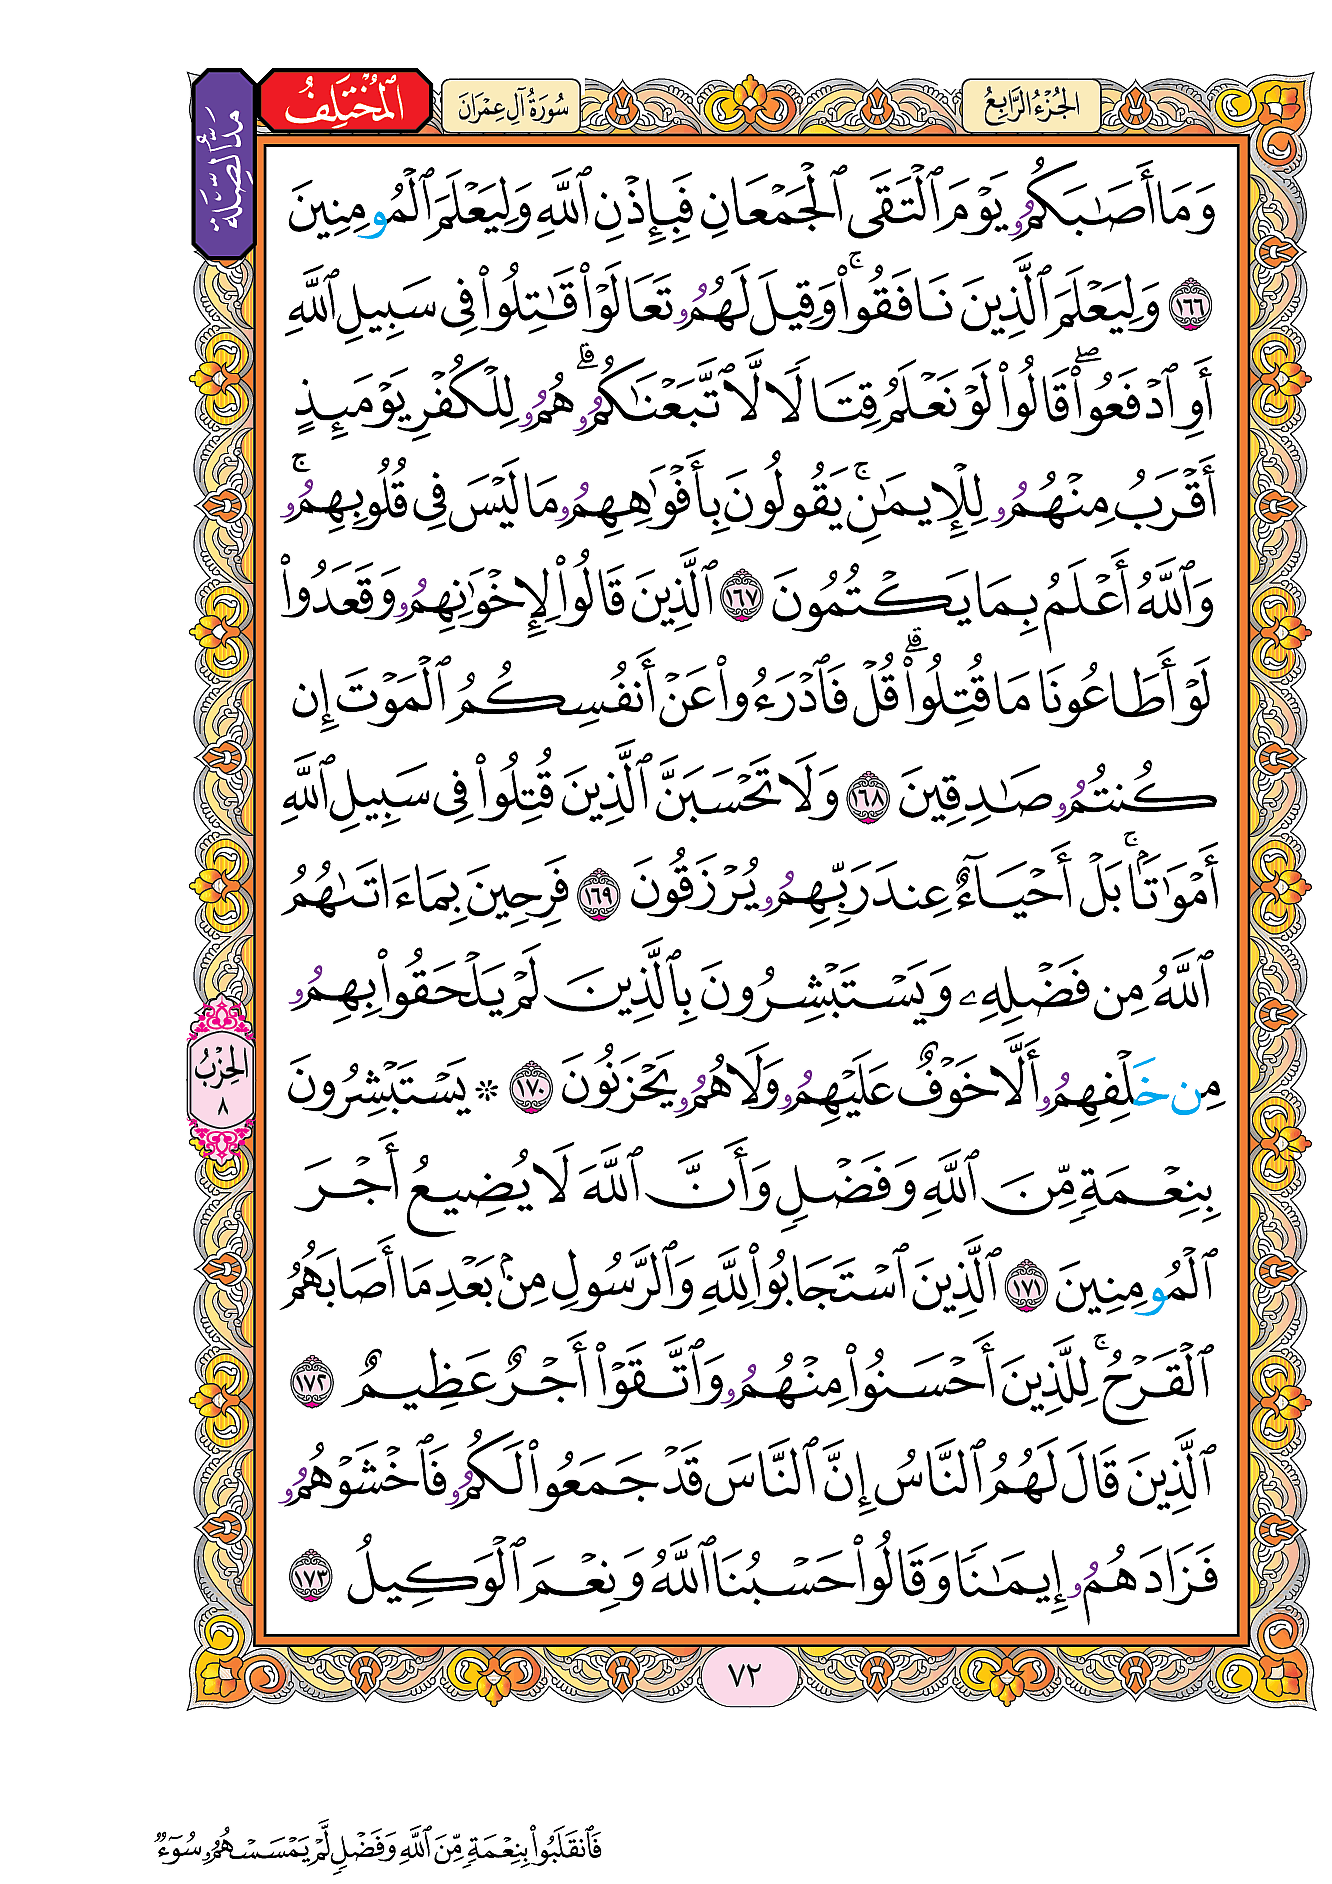 الجُزْءُ الرَّابِعُ
سُورَةُ آلِ عِمْرَانَ
المُخْتَلِفُ
مَدُّ الصِّلَة
وَمَا أَصَٰبَكُمُۥ يَوْمَ ٱلْتَقَى ٱلْجَمْعَانِ فَبِإِذْنِ ٱللَّهِ وَلِيَعْلَمَ ٱلْمُومِنِينَ
١٦٦ وَلِيَعْلَمَ ٱلَّذِينَ نَافَقُواْۚ وَقِيلَ لَهُمُۥ تَعَالَوْاْ قَٰتِلُواْ فِى سَبِيلِ ٱللَّهِ
أَوِ ٱدْفَعُواْۖ قَالُواْ لَوْ نَعْلَمُ قِتَالًا لَّا تَّبَعْنَٰكُمُۥۗ هُمُۥ لِلْكُفْرِ يَوْمَئِذٍ
أَقْرَبُ مِنْهُمُۥ لِلْإِيمَٰنِۚ يَقُولُونَ بِأَفْوَٰهِهِمُۥ مَا لَيْسَ فِى قُلُوبِهِمُۥۚ
وَٱللَّهُ أَعْلَمُ بِمَا يَكْتُمُونَ ١٦٧ ٱلَّذِينَ قَالُواْ لِإِخْوَٰنِهِمُۥ وَقَعَدُواْ
لَوْ أَطَاعُونَا مَا قُتِلُواْۗ قُلْ فَٱدْرَءُواْ عَنْ أَنفُسِكُمُ ٱلْمَوْتَ إِن
كُنتُمُۥ صَٰدِقِينَ ١٦٨ وَلَا تَحْسَبَنَّ ٱلَّذِينَ قُتِلُواْ فِى سَبِيلِ ٱللَّهِ
أَمْوَٰتَۢاۚ بَلْ أَحْيَآءٌ عِندَ رَبِّهِمُۥ يُرْزَقُونَ ١٦٩ فَرِحِينَ بِمَاءَاتَىٰهُمُ
ٱللَّهُ مِن فَضْلِهِۦ وَيَسْتَبْشِرُونَ بِٱلَّذِينَ لَمْ يَلْحَقُواْ بِهِمُۥ
مِن خَلْفِهِمُۥ أَلَّا خَوْفٌ عَلَيْهِمُۥ وَلَا هُمُۥ يَحْزَنُونَ ١٧٠ ۞ يَسْتَبْشِرُونَ
بِنِعْمَةٍ مِّنَ ٱللَّهِ وَفَضْلٍ وَأَنَّ ٱللَّهَ لَا يُضِيعُ أَجْرَ
ٱلْمُومِنِينَ ١٧١ ٱلَّذِينَ ٱسْتَجَابُواْ لِلَّهِ وَٱلرَّسُولِ مِنۢ بَعْدِ مَا أَصَابَهُمُ
ٱلْقَرْحُۚ لِلَّذِينَ أَحْسَنُواْ مِنْهُمُۥ وَٱتَّقَوْاْ أَجْرٌ عَظِيمٌ ١٧٢
ٱلَّذِينَ قَالَ لَهُمُ ٱلنَّاسُ إِنَّ ٱلنَّاسَ قَدْ جَمَعُواْ لَكُمُۥ فَٱخْشَوْهُمُۥ
فَزَادَهُمُۥ إِيمَٰنًا وَقَالُواْ حَسْبُنَا ٱللَّهُ وَنِعْمَ ٱلْوَكِيلُ ١٧٣
الحِزْبُ
٨
٧٢
فَٱنقَلَبُواْ بِنِعْمَةٍ مِّنَ ٱللَّهِ وَفَضْلٍ لَّمْ يَمْسَسْهُمُۥ سُوٓءٌ